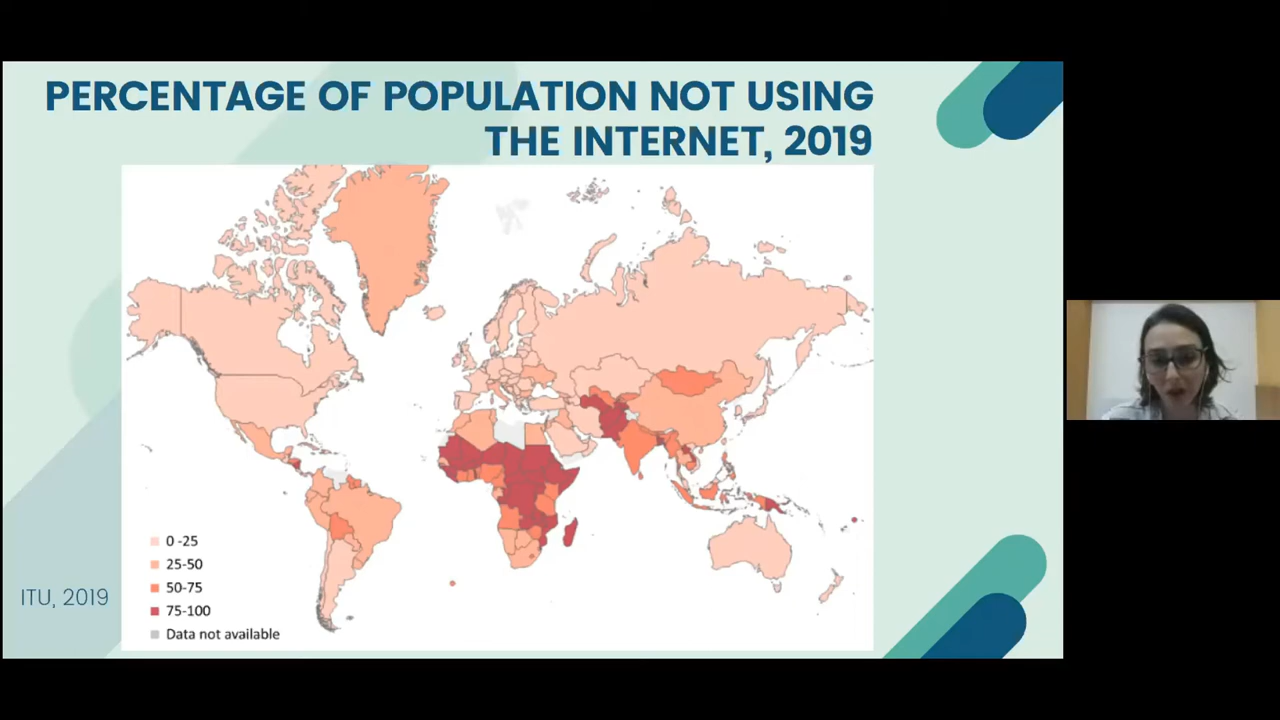 PERCENTAGE OF POPULATION NOT USING
THE INTERNET, 2019
0 -25
25-50
50-75
75-100
Data not available
ITU, 2019